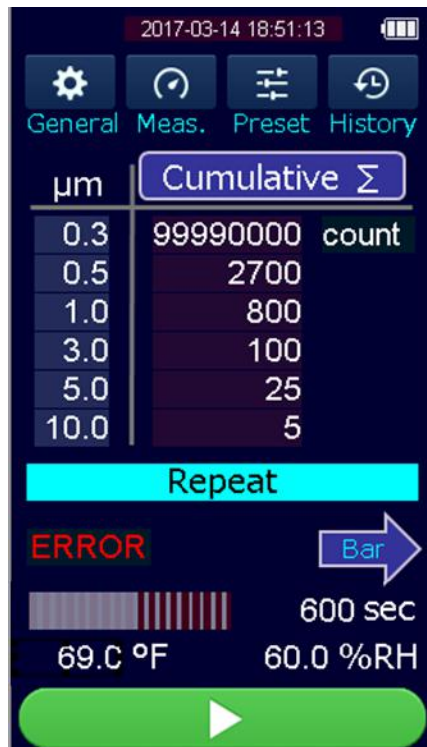 2017-03-14 18:51:13
General Meas. Preset History
µm Cumulative Σ
0.3 99990000 count
0.5 2700
1.0 800
3.0 100
5.0 25
10.0 5
Repeat
ERROR Bar
600 sec
69.0 °F 60.0 %RH